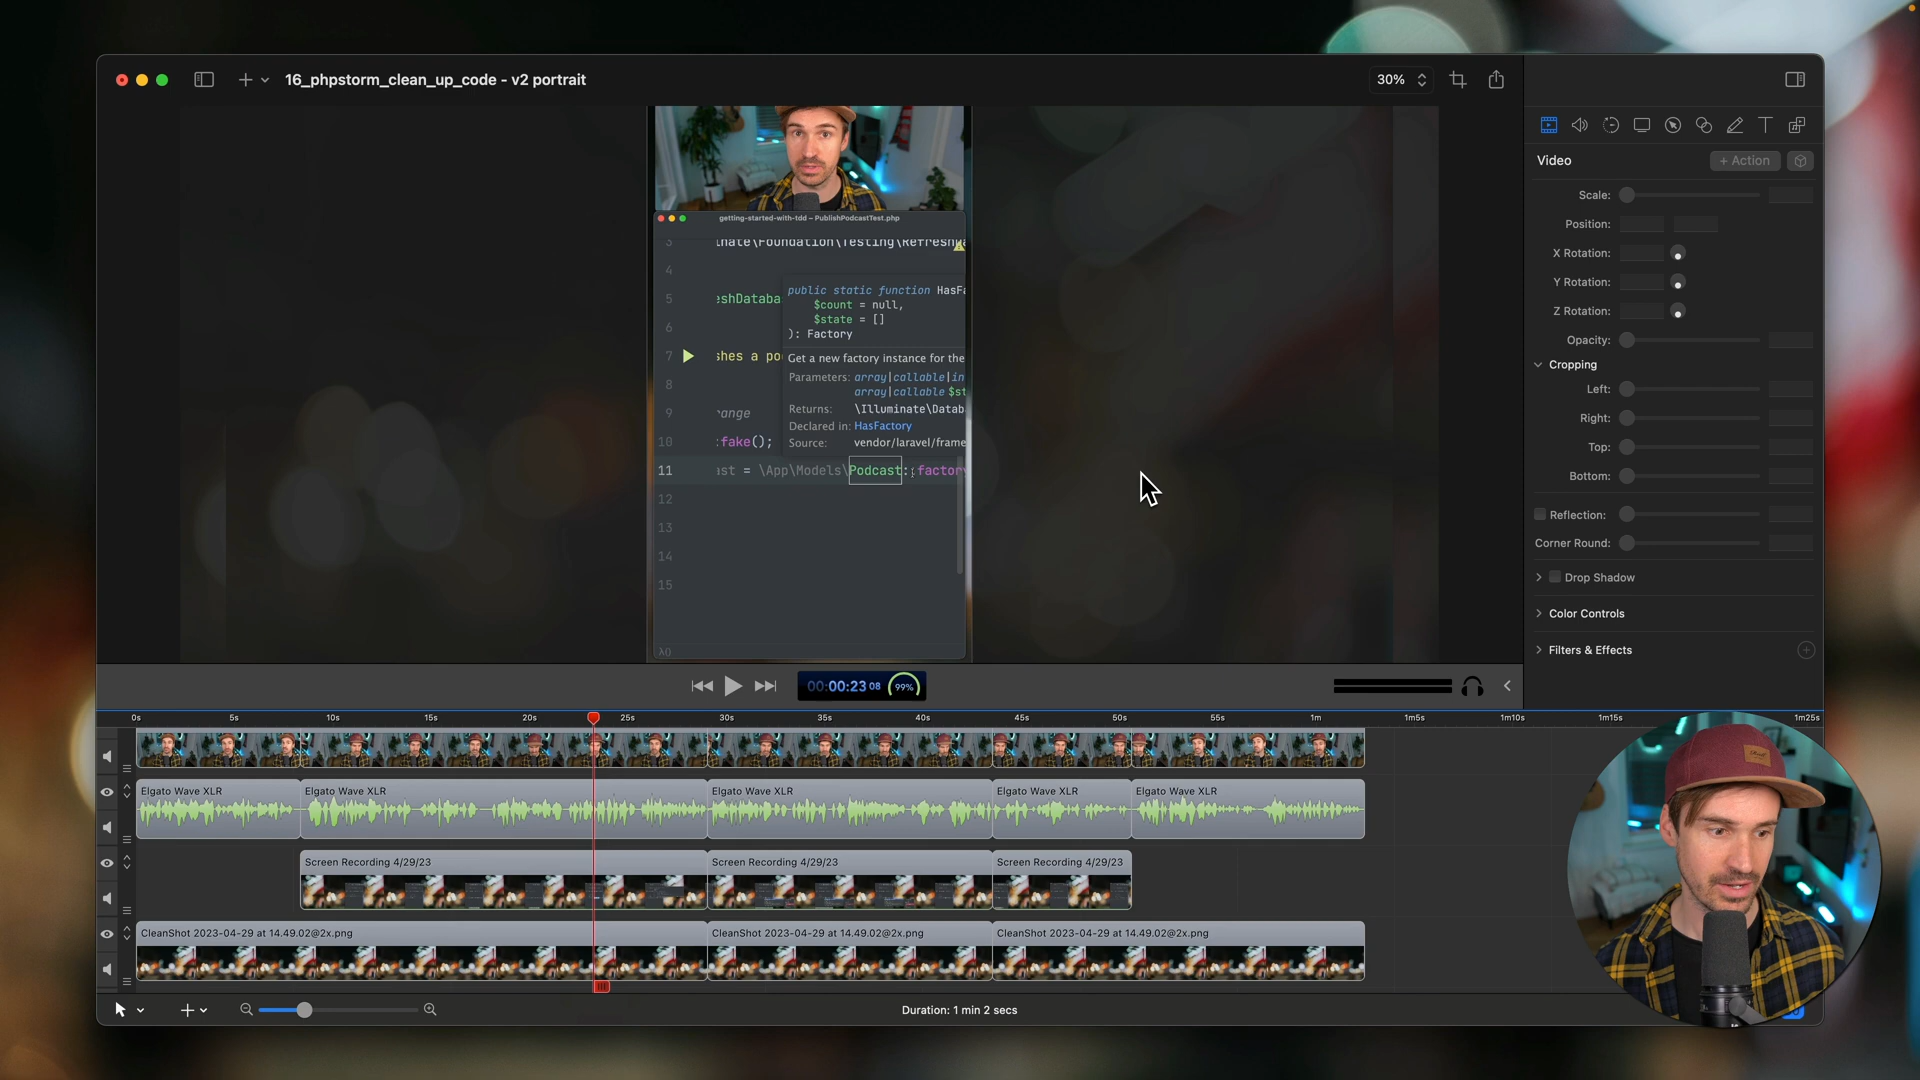 16_phpstorm_clean_up_code - v2 portrait
30%
getting-started-with-tdd – PublishPodcastTest.php
3
4
5 eshDataba
6
7 shes a po
8
9 range
10 :fake();
11 ast = \App\Models\Podcast::factory
12
13
14
15
public static function HasFa
$count = null,
$state = []
): Factory
Get a new factory instance for the
Parameters: array|callable|in
array|callable $st
Returns: \Illuminate\Datab
Declared in: HasFactory
Source: vendor/laravel/frame
λ()
Video
+ Action
Scale:
Position:
X Rotation:
Y Rotation:
Z Rotation:
Opacity:
Cropping
Left:
Right:
Top:
Bottom:
Reflection:
Corner Round:
Drop Shadow
Color Controls
Filters & Effects
00:00:23 08 99%
0s 5s 10s 15s 20s 25s 30s 35s 40s 45s 50s 55s 1m 1m5s 1m10s 1m15s 1m25s
Elgato Wave XLR Elgato Wave XLR Elgato Wave XLR Elgato Wave XLR Elgato Wave XLR
Screen Recording 4/29/23 Screen Recording 4/29/23 Screen Recording 4/29/23
CleanShot 2023-04-29 at 14.49.02@2x.png CleanShot 2023-04-29 at 14.49.02@2x.png CleanShot 2023-04-29 at 14.49.02@2x.png
Duration: 1 min 2 secs